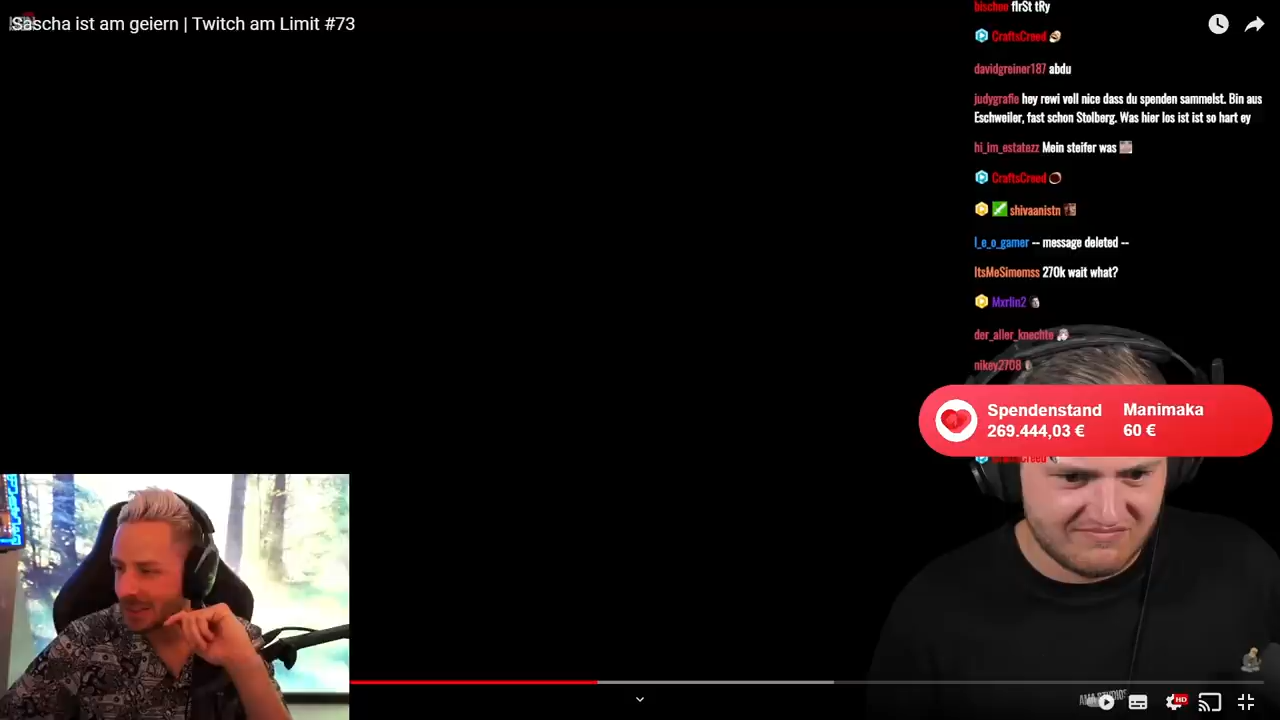 Sascha ist am geiern | Twitch am Limit #73
bischoo fIrSt tRy
CraftsCreed
davidgreiner187 abdu
judygrafie hey rewi voll nice dass du spenden sammelst. Bin aus
Eschweiler, fast schon Stolberg. Was hier los ist ist so hart ey
hi_im_estatezz Mein steifer was
CraftsCreed
shivaanistn
l_e_o_gamer -- message deleted --
ItsMeSimomss 270k wait what?
Mxrlin2
der_aller_knechte
nikey2708
Spendenstand
269.444,03 €
Manimaka
60 €
HD